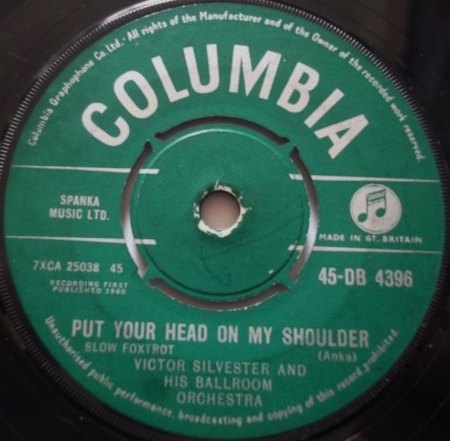 Columbia Graphophone Co. Ltd. · All rights of the Manufacturer and of the Owner of the recorded work reserved
COLUMBIA
SPANKA
MUSIC LTD.
MADE IN GT. BRITAIN
7XCA 25038 45
45-DB 4396
RECORDING FIRST
PUBLISHED 1960
PUT YOUR HEAD ON MY SHOULDER
SLOW FOXTROT
(Anka)
VICTOR SILVESTER AND
HIS BALLROOM
ORCHESTRA
Unauthorised public performance, broadcasting and copying of this record prohibited.